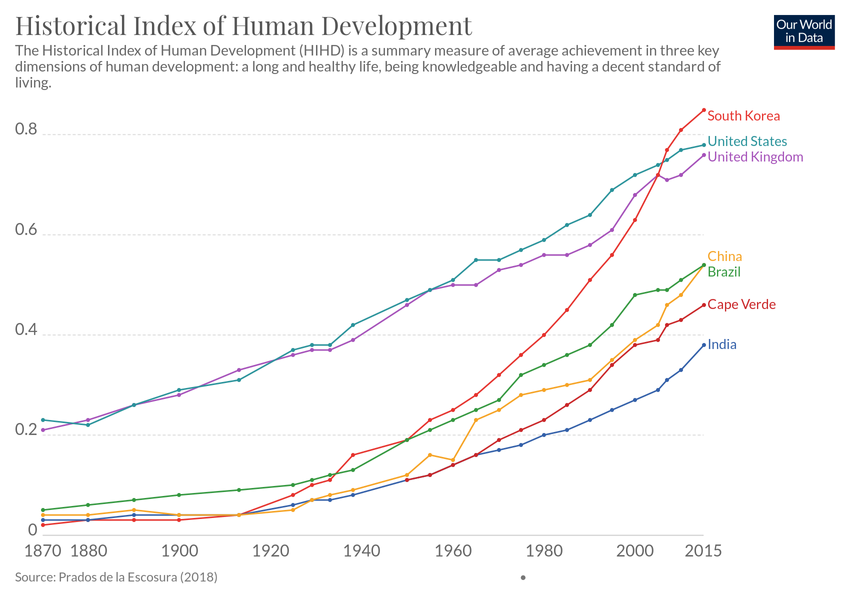 Historical Index of Human Development
Our World
in Data
The Historical Index of Human Development (HIHD) is a summary measure of average achievement in three key
dimensions of human development: a long and healthy life, being knowledgeable and having a decent standard of
living.
0.8
South Korea
United States
United Kingdom
0.6
China
Brazil
Cape Verde
0.4
India
0.2
0
1870 1880 1900 1920 1940 1960 1980 2000 2015
Source: Prados de la Escosura (2018)